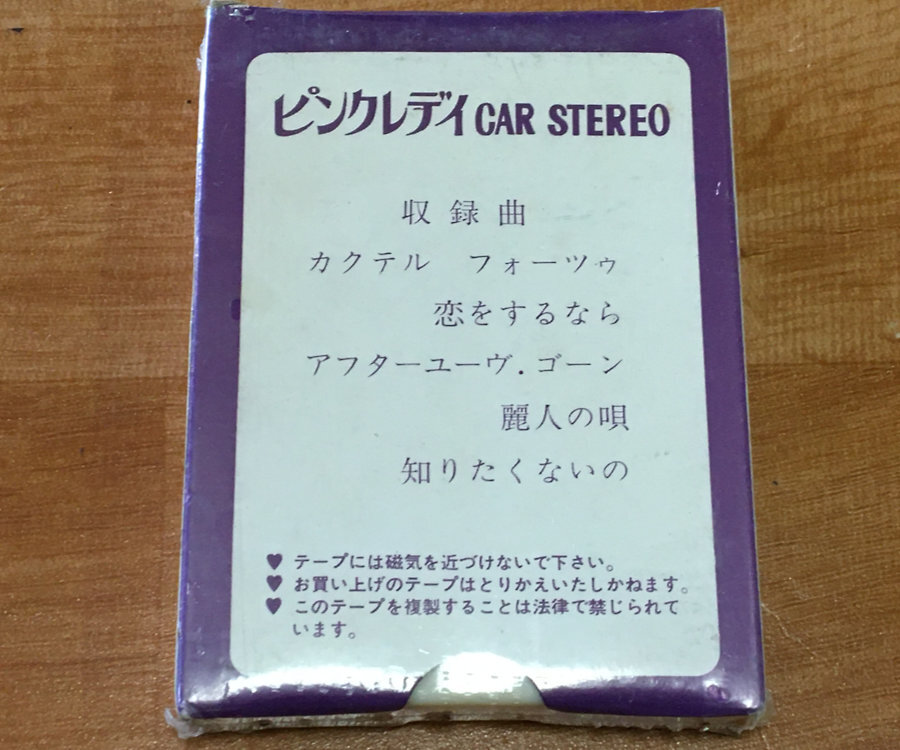 ピンクレディ CAR STEREO
収録曲
カクテル フォーツゥ
恋をするなら
アフターユーヴ.ゴーン
麗人の唄
知りたくないの
♥ テープには磁気を近づけないで下さい。
♥ お買い上げのテープはとりかえいたしかねます。
♥ このテープを複製することは法律で禁じられて
います。